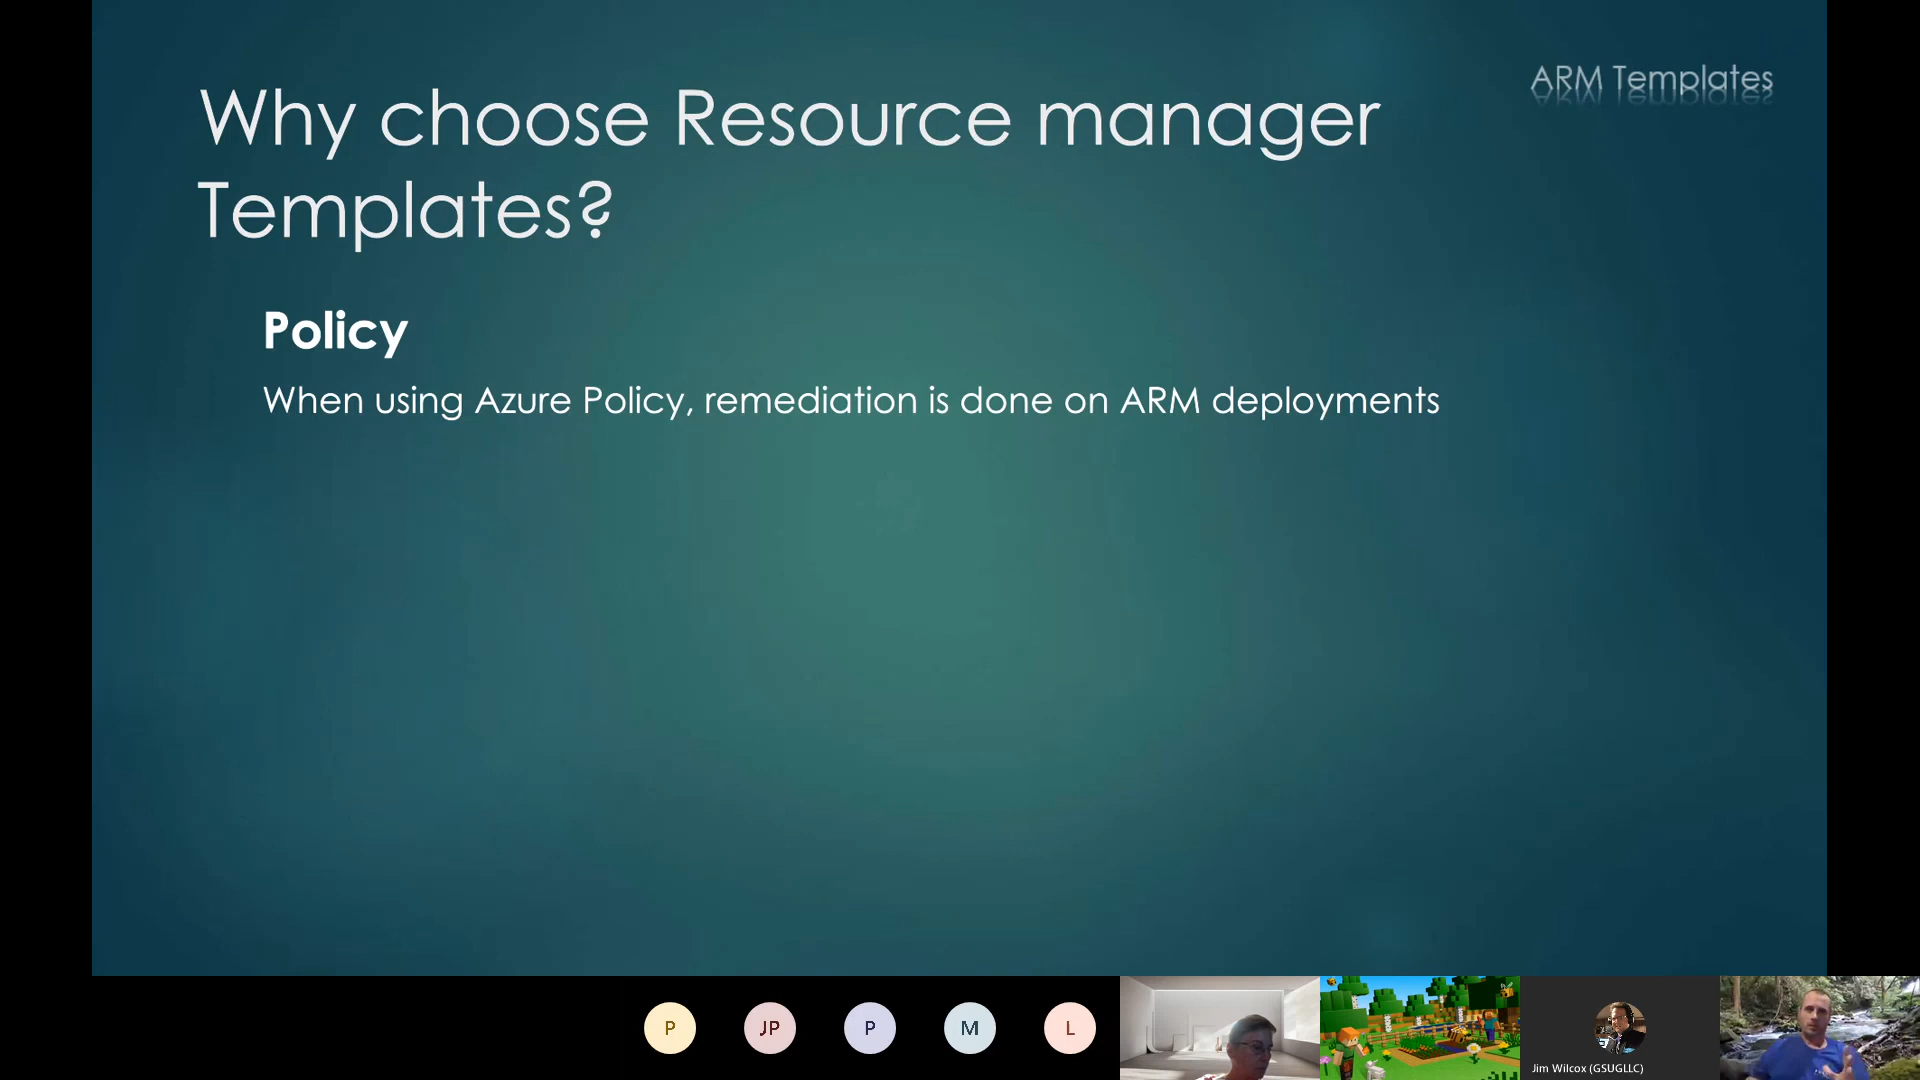 ARM Templates
Why choose Resource manager
Templates?
Policy
When using Azure Policy, remediation is done on ARM deployments
P
JP
P
M
L
Jim Wilcox (GSUGLLC)